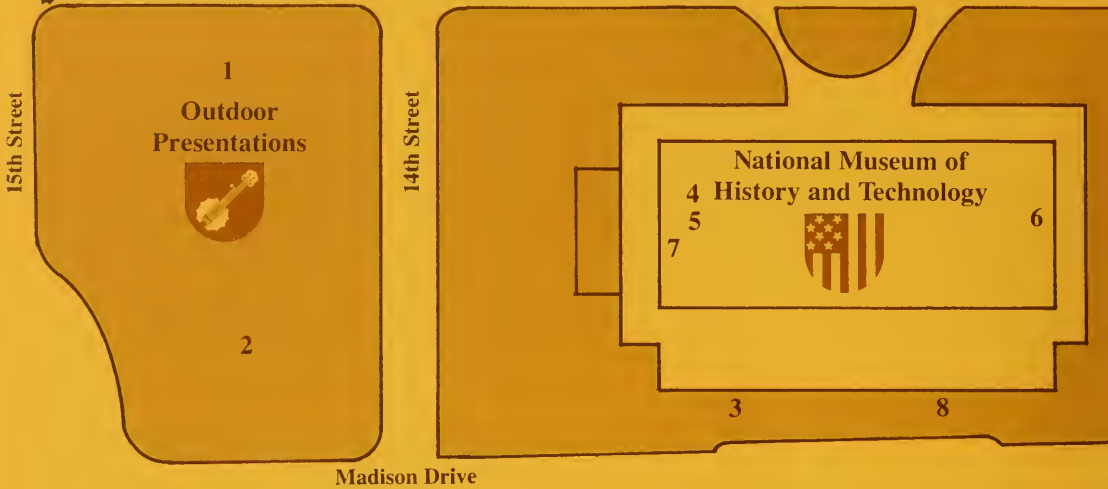 1
Outdoor
Presentations
15th Street
2
14th Street
National Museum of
History and Technology
4
5
7
6
3
8
Madison Drive